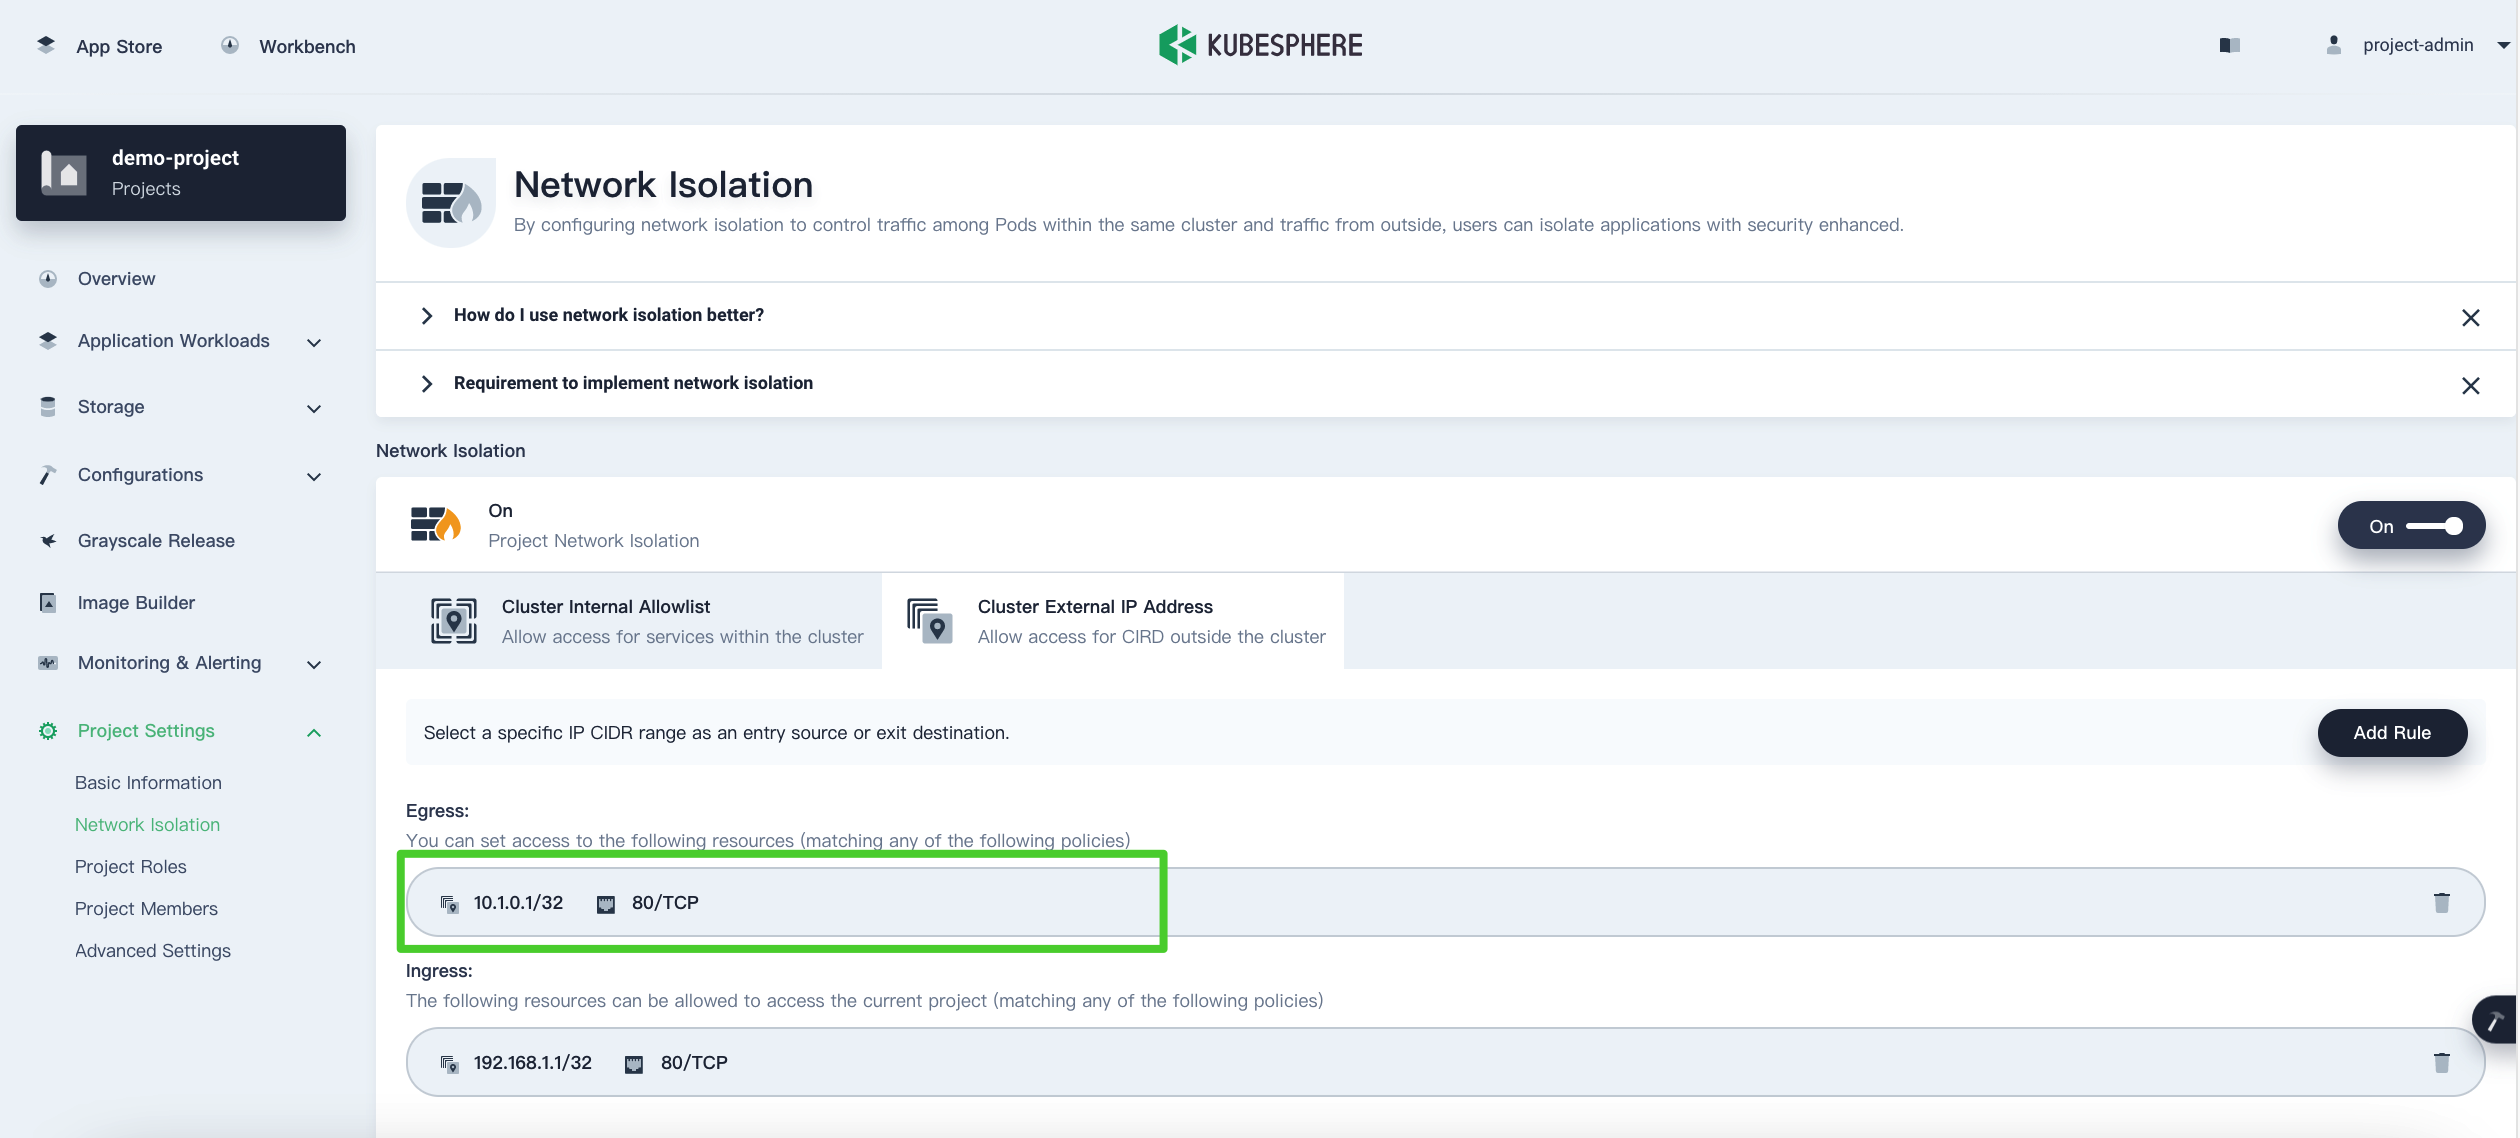 App Store
Workbench
KUBESPHERE
project-admin
demo-project
Projects
Overview
Application Workloads
Storage
Configurations
Grayscale Release
Image Builder
Monitoring & Alerting
Project Settings
Basic Information
Network Isolation
Project Roles
Project Members
Advanced Settings
Network Isolation
By configuring network isolation to control traffic among Pods within the same cluster and traffic from outside, users can isolate applications with security enhanced.
How do I use network isolation better?
Requirement to implement network isolation
Network Isolation
On
Project Network Isolation
On
Cluster Internal Allowlist
Allow access for services within the cluster
Cluster External IP Address
Allow access for CIRD outside the cluster
Select a specific IP CIDR range as an entry source or exit destination.
Add Rule
Egress:
You can set access to the following resources (matching any of the following policies)
10.1.0.1/32 80/TCP
Ingress:
The following resources can be allowed to access the current project (matching any of the following policies)
192.168.1.1/32 80/TCP